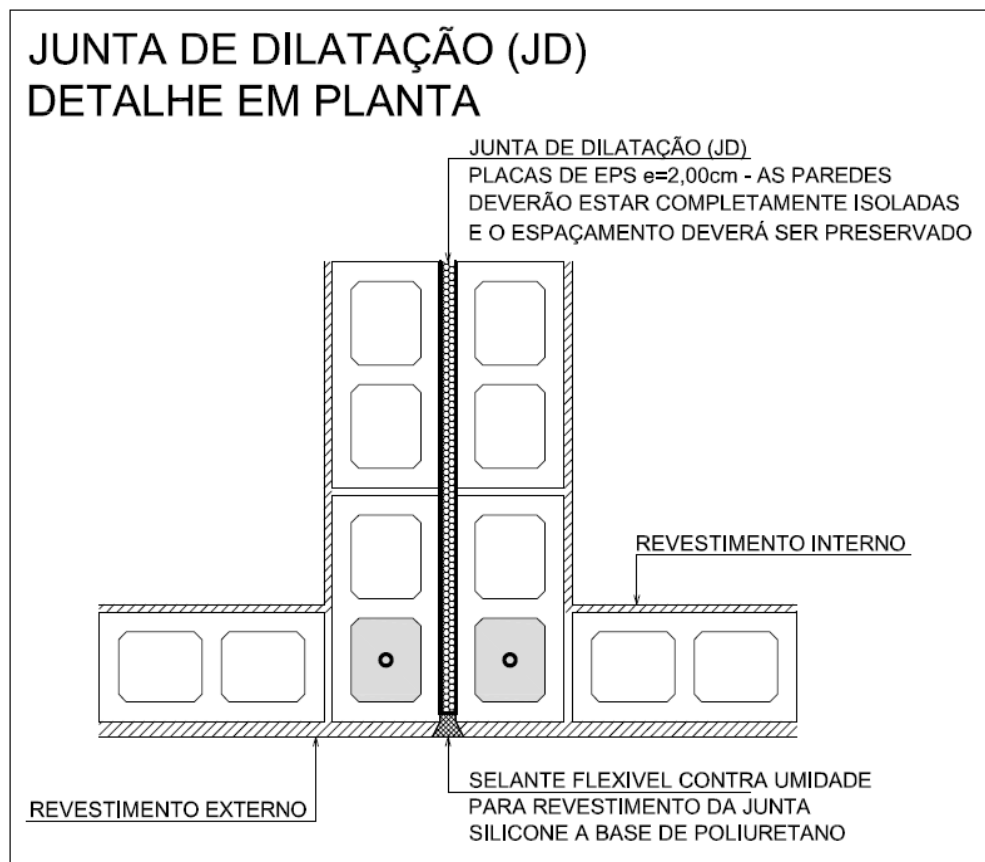 JUNTA DE DILATAÇÃO (JD)
DETALHE EM PLANTA
JUNTA DE DILATAÇÃO (JD)
PLACAS DE EPS e=2,00cm - AS PAREDES
DEVERÃO ESTAR COMPLETAMENTE ISOLADAS
E O ESPAÇAMENTO DEVERÁ SER PRESERVADO
REVESTIMENTO INTERNO
REVESTIMENTO EXTERNO
SELANTE FLEXIVEL CONTRA UMIDADE
PARA REVESTIMENTO DA JUNTA
SILICONE A BASE DE POLIURETANO